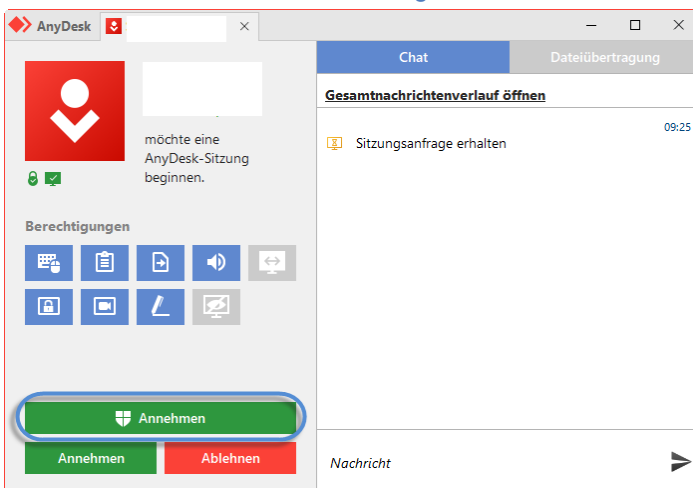 AnyDesk
Chat
Dateiübertragung
Gesamtnachrichtenverlauf öffnen
09:25
Sitzungsanfrage erhalten
möchte eine
AnyDesk-Sitzung
beginnen.
Berechtigungen
Annehmen
Annehmen
Ablehnen
Nachricht